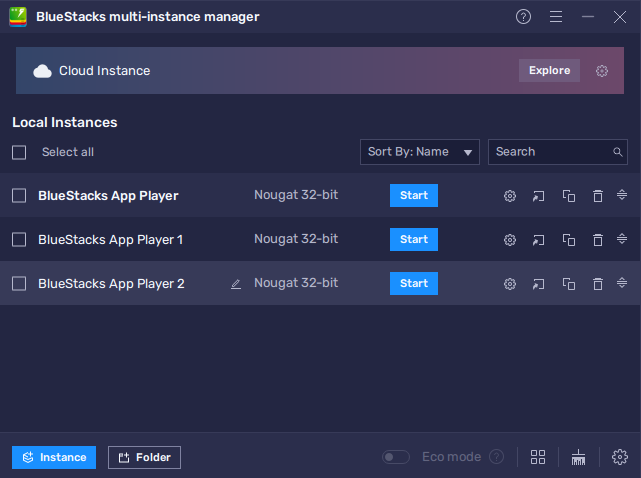 BlueStacks multi-instance manager
Cloud Instance Explore
Local Instances
Select all Sort By: Name Search
BlueStacks App Player Nougat 32-bit Start
BlueStacks App Player 1 Nougat 32-bit Start
BlueStacks App Player 2 Nougat 32-bit Start
Instance Folder Eco mode